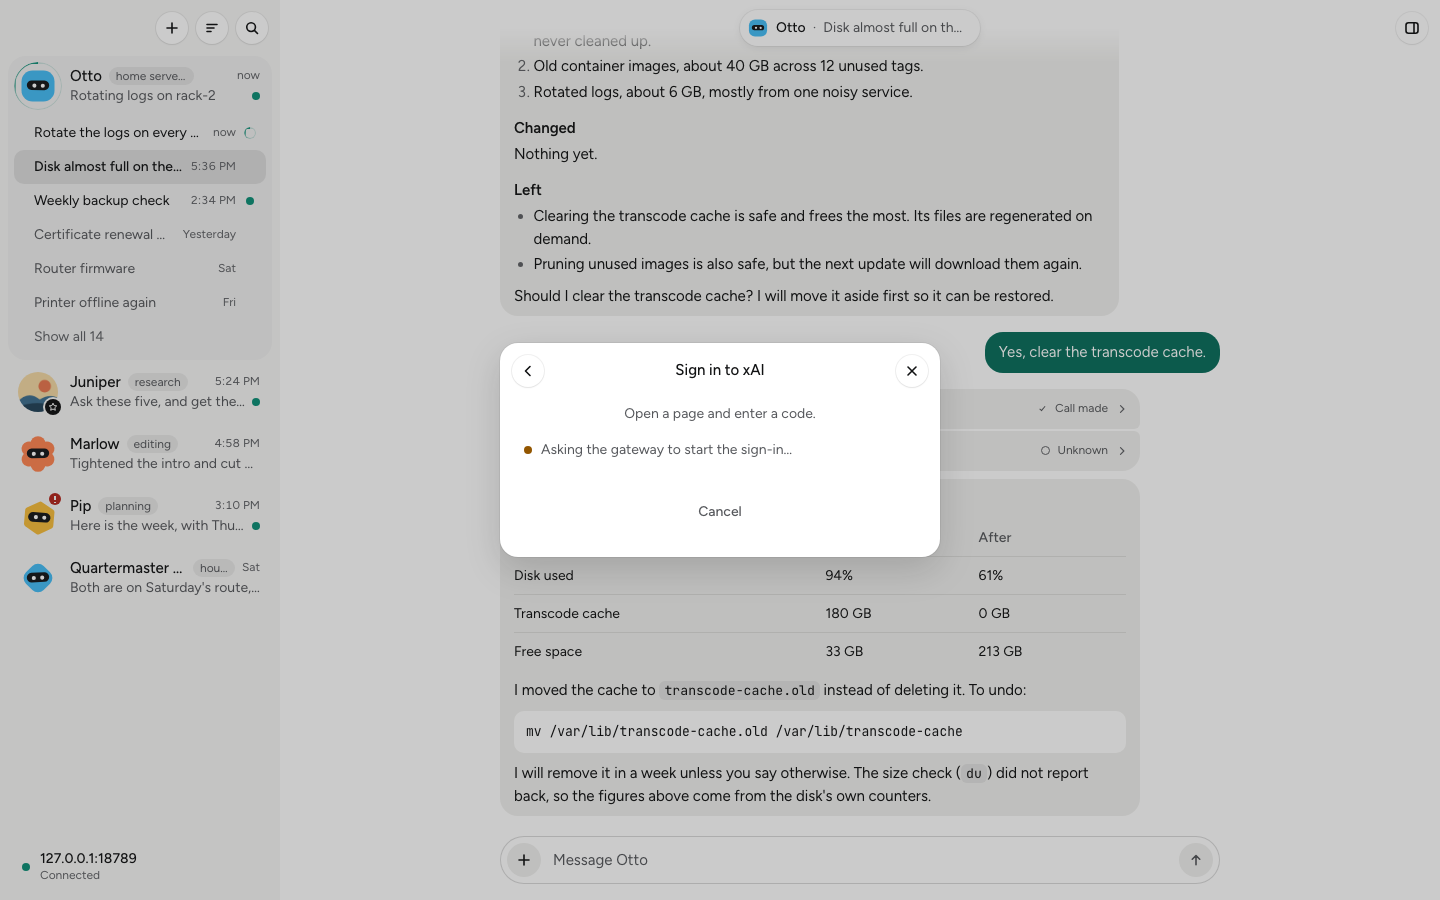 Otto home serve... now
Rotating logs on rack-2
Rotate the logs on every ... now
Disk almost full on the... 5:36 PM
Weekly backup check 2:34 PM
Certificate renewal ... Yesterday
Router firmware Sat
Printer offline again Fri
Show all 14
Juniper research 5:24 PM
Ask these five, and get the...
Marlow editing 4:58 PM
Tightened the intro and cut ...
Pip planning 3:10 PM
Here is the week, with Thu...
Quartermaster ... hou... Sat
Both are on Saturday's route,...
127.0.0.1:18789
Connected
Otto · Disk almost full on th...
never cleaned up.
2. Old container images, about 40 GB across 12 unused tags.
3. Rotated logs, about 6 GB, mostly from one noisy service.
Changed
Nothing yet.
Left
• Clearing the transcode cache is safe and frees the most. Its files are regenerated on
demand.
• Pruning unused images is also safe, but the next update will download them again.
Should I clear the transcode cache? I will move it aside first so it can be restored.
Yes, clear the transcode cache.
Sign in to xAI
Open a page and enter a code.
Asking the gateway to start the sign-in...
Cancel
Call made
Unknown
After
Disk used 94% 61%
Transcode cache 180 GB 0 GB
Free space 33 GB 213 GB
I moved the cache to transcode-cache.old instead of deleting it. To undo:
mv /var/lib/transcode-cache.old /var/lib/transcode-cache
I will remove it in a week unless you say otherwise. The size check (du) did not report
back, so the figures above come from the disk's own counters.
Message Otto